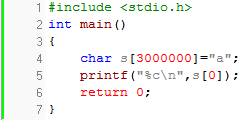 1 #include <stdio.h>
2 int main()
3 {
4     char s[3000000]="a";
5     printf("%c\n",s[0]);
6     return 0;
7 }